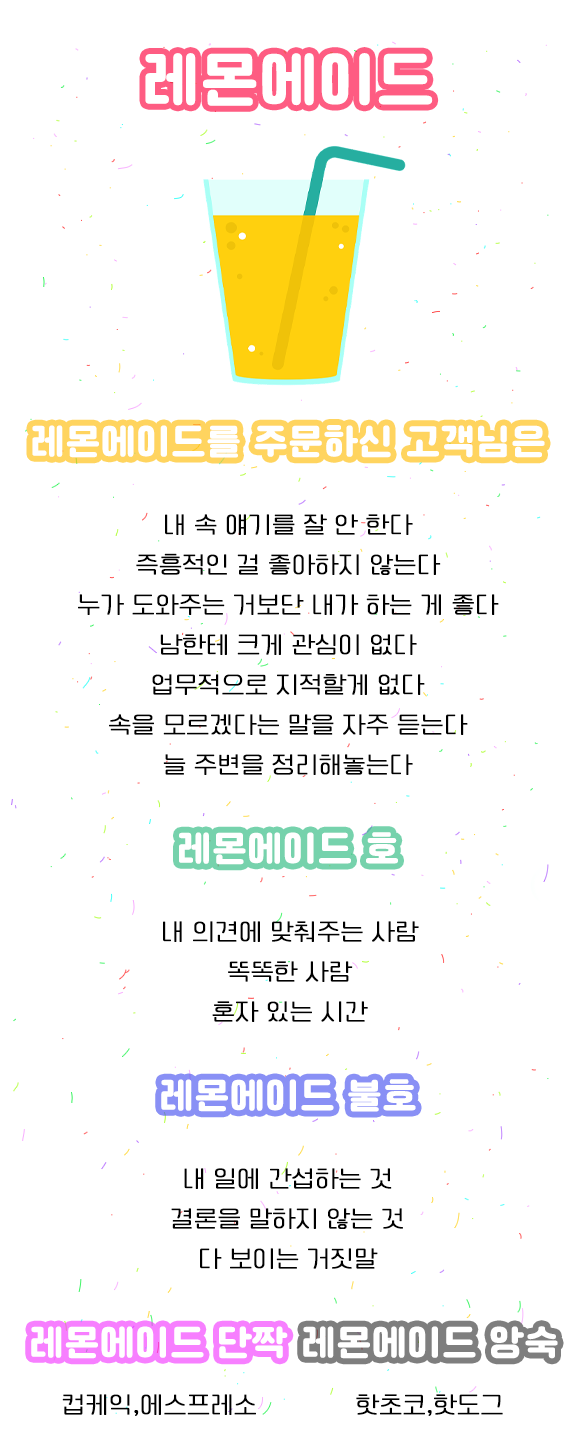 레몬에이드
레몬에이드를 주문하신 고객님은
내 속 얘기를 잘 안 한다
즉흥적인 걸 좋아하지 않는다
누가 도와주는 거보단 내가 하는 게 좋다
남한테 크게 관심이 없다
업무적으로 지적할게 없다
속을 모르겠다는 말을 자주 듣는다
늘 주변을 정리해놓는다
레몬에이드 호
내 의견에 맞춰주는 사람
똑똑한 사람
혼자 있는 시간
레몬에이드 불호
내 일에 간섭하는 것
결론을 말하지 않는 것
다 보이는 거짓말
레몬에이드 단짝 레몬에이드 앙숙
컵케익,에스프레소 핫초코,핫도그